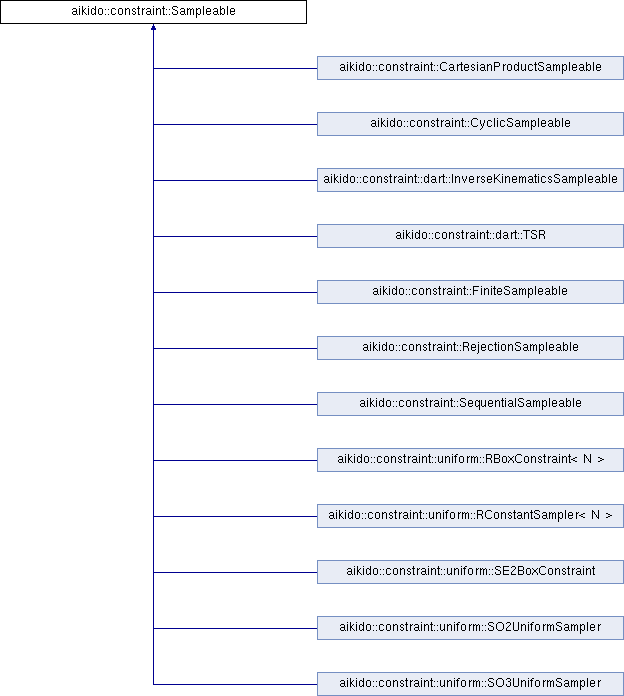 aikido::constraint::Sampleable
aikido::constraint::CartesianProductSampleable
aikido::constraint::CyclicSampleable
aikido::constraint::dart::InverseKinematicsSampleable
aikido::constraint::dart::TSR
aikido::constraint::FiniteSampleable
aikido::constraint::RejectionSampleable
aikido::constraint::SequentialSampleable
aikido::constraint::uniform::RBoxConstraint< N >
aikido::constraint::uniform::RConstantSampler< N >
aikido::constraint::uniform::SE2BoxConstraint
aikido::constraint::uniform::SO2UniformSampler
aikido::constraint::uniform::SO3UniformSampler